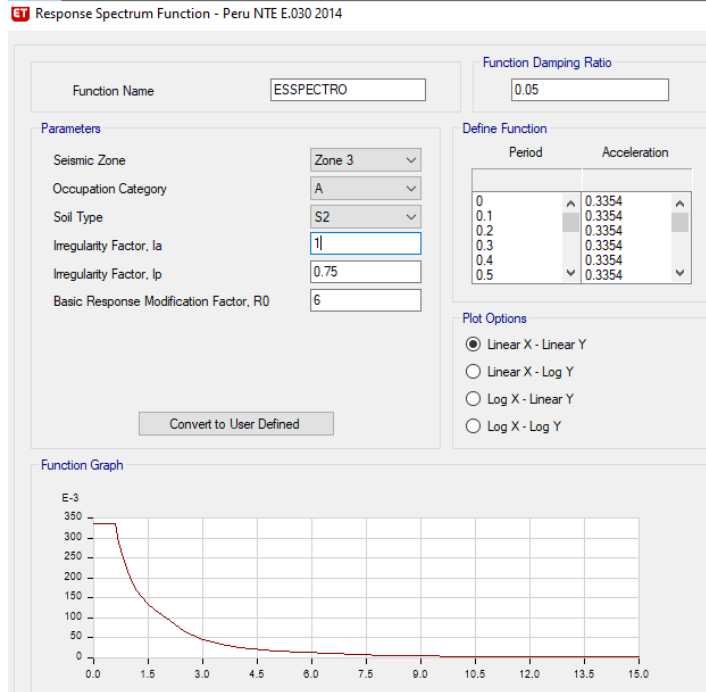 ET Response Spectrum Function - Peru NTE E.030 2014
Function Name ESSPECTRO
Function Damping Ratio
0.05
Parameters
Seismic Zone Zone 3
Occupation Category A
Soil Type S2
Irregularity Factor, Ia 1
Irregularity Factor, Ip 0.75
Basic Response Modification Factor, R0 6
Convert to User Defined
Define Function
Period Acceleration
0 0.3354
0.1 0.3354
0.2 0.3354
0.3 0.3354
0.4 0.3354
0.5 0.3354
Plot Options
Linear X - Linear Y
Linear X - Log Y
Log X - Linear Y
Log X - Log Y
Function Graph
E-3
350
300
250
200
150
100
50
0
0.0 1.5 3.0 4.5 6.0 7.5 9.0 10.5 12.0 13.5 15.0